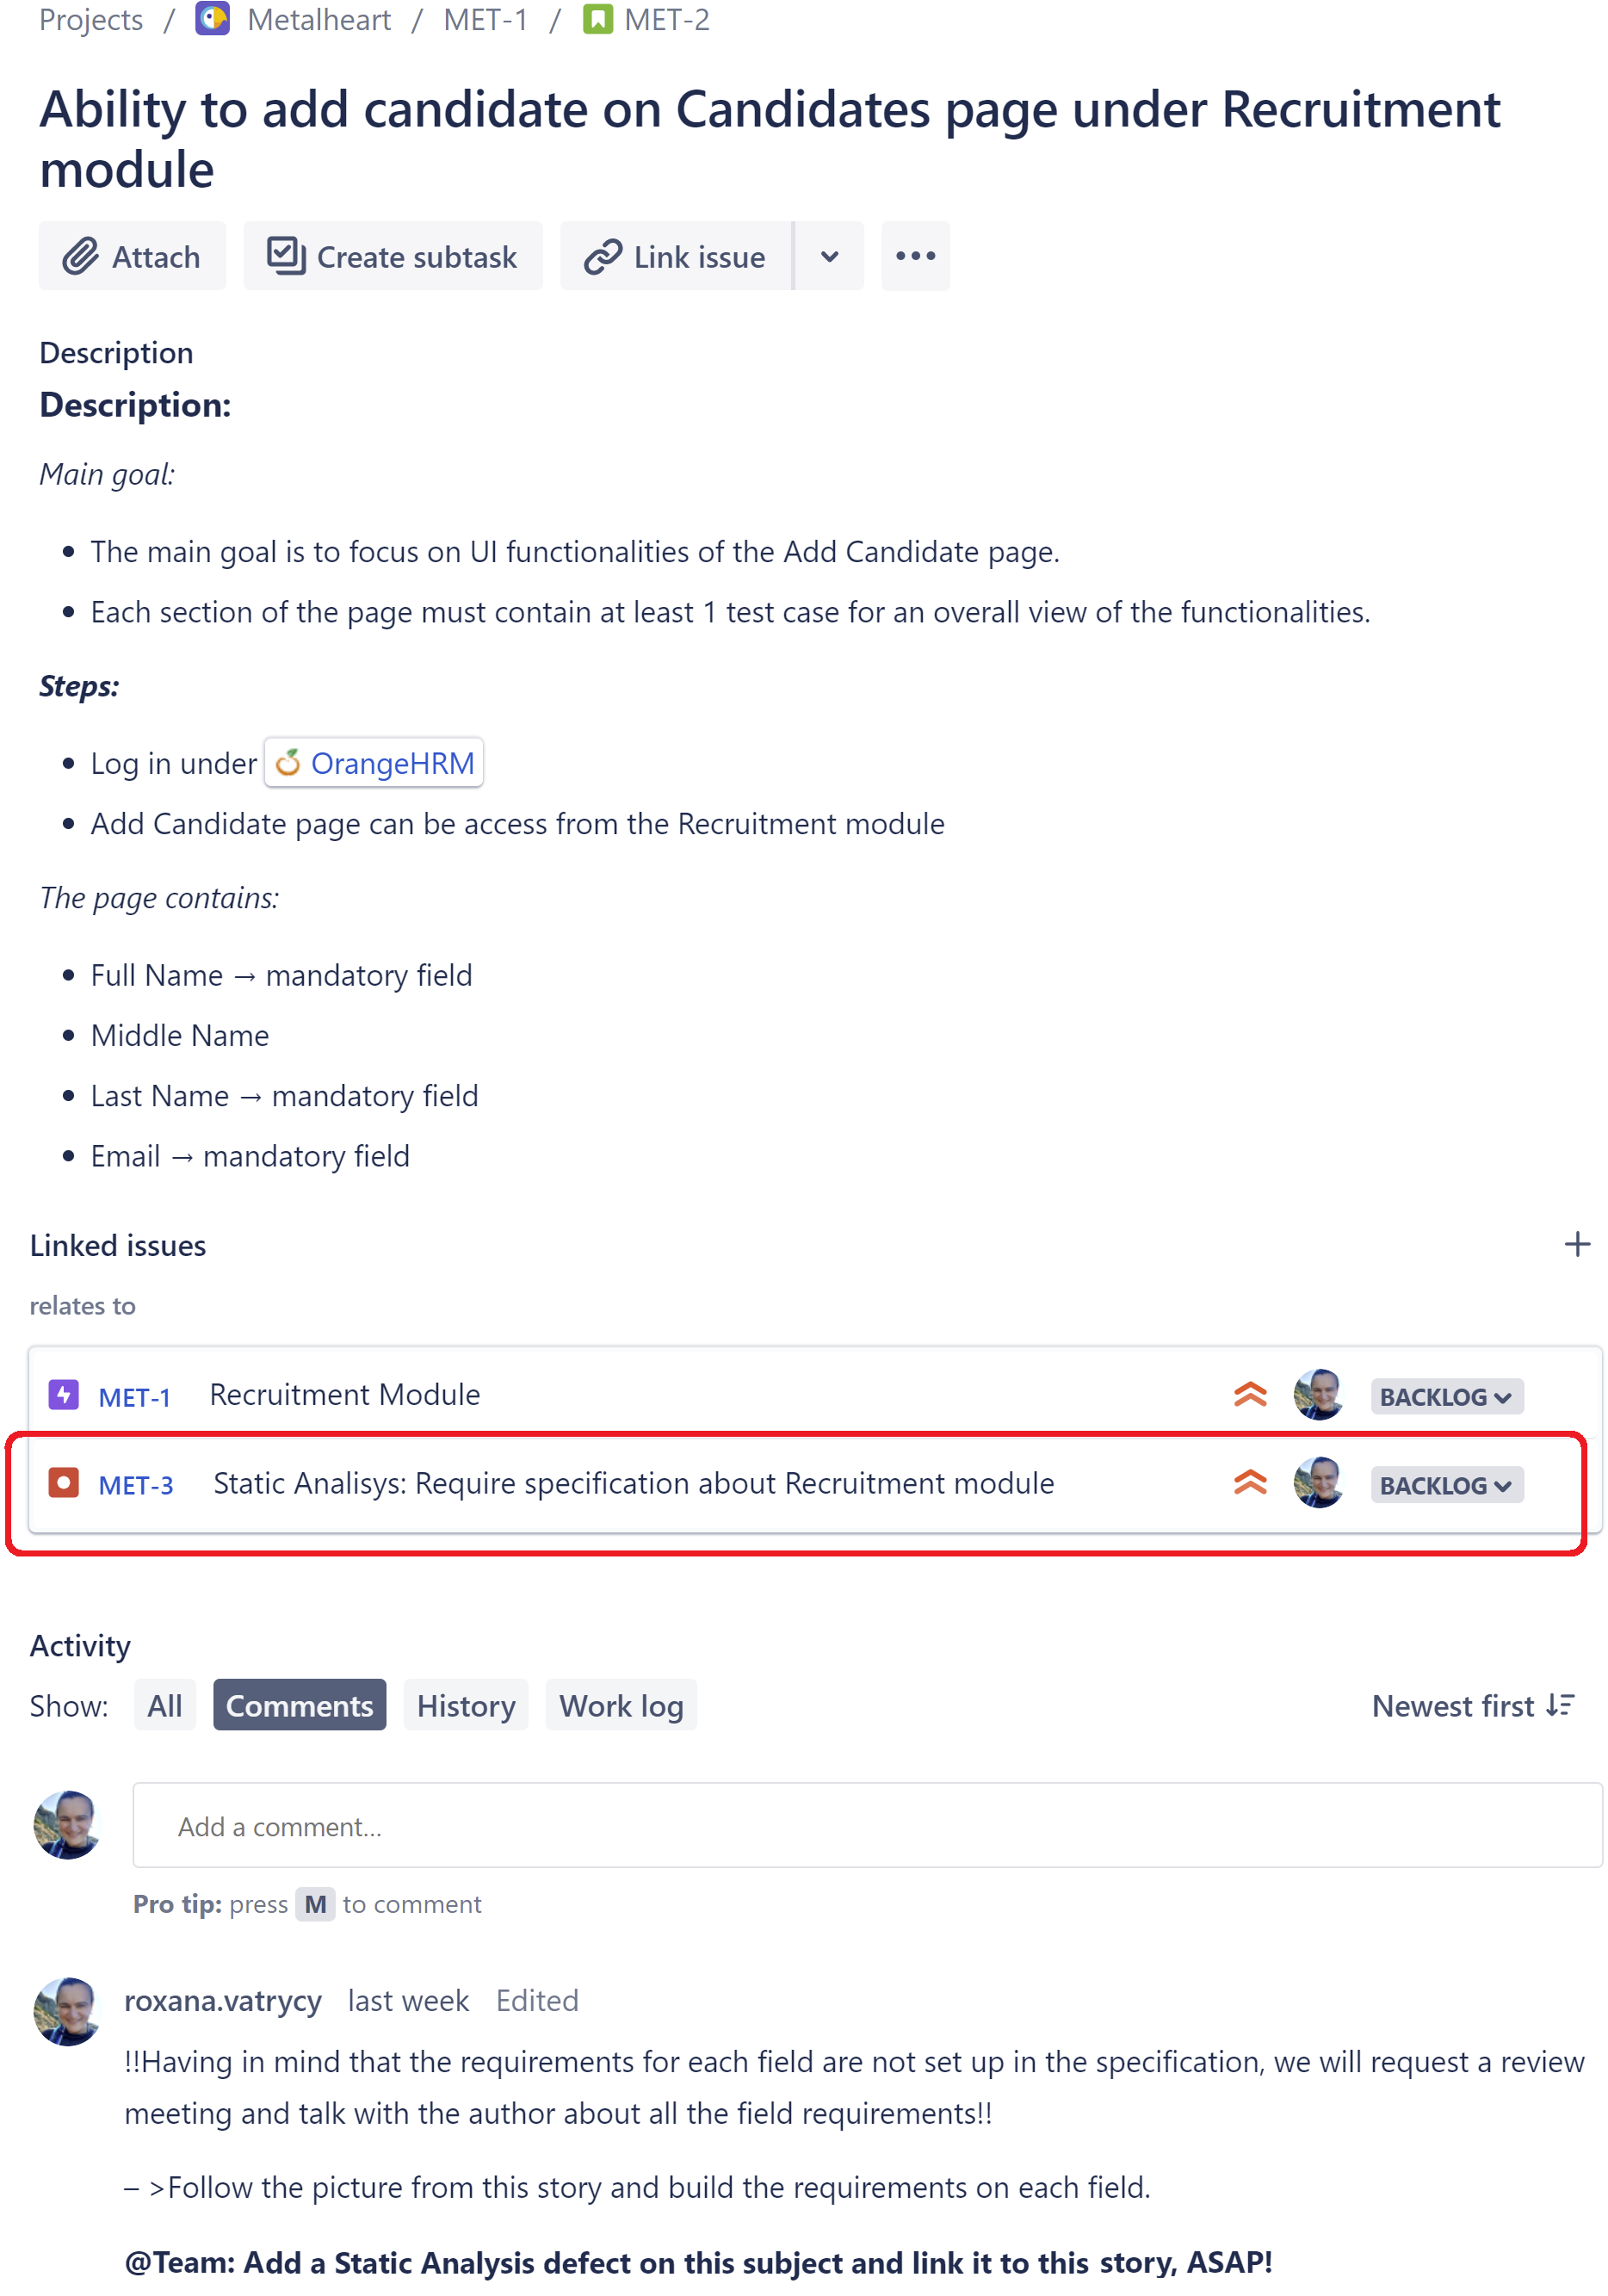 Projects / Metalheart / MET-1 / MET-2
Ability to add candidate on Candidates page under Recruitment
module
Attach Create subtask Link issue
Description
Description:
Main goal:
• The main goal is to focus on UI functionalities of the Add Candidate page.
• Each section of the page must contain at least 1 test case for an overall view of the functionalities.
Steps:
• Log in under OrangeHRM
• Add Candidate page can be access from the Recruitment module
The page contains:
• Full Name → mandatory field
• Middle Name
• Last Name → mandatory field
• Email → mandatory field
Linked issues
relates to
MET-1 Recruitment Module BACKLOG
MET-3 Static Analisys: Require specification about Recruitment module BACKLOG
Activity
Show: All Comments History Work log Newest first
Add a comment...
Pro tip: press M to comment
roxana.vatrycy last week Edited
!!Having in mind that the requirements for each field are not set up in the specification, we will request a review
meeting and talk with the author about all the field requirements!!
– >Follow the picture from this story and build the requirements on each field.
@Team: Add a Static Analysis defect on this subject and link it to this story, ASAP!